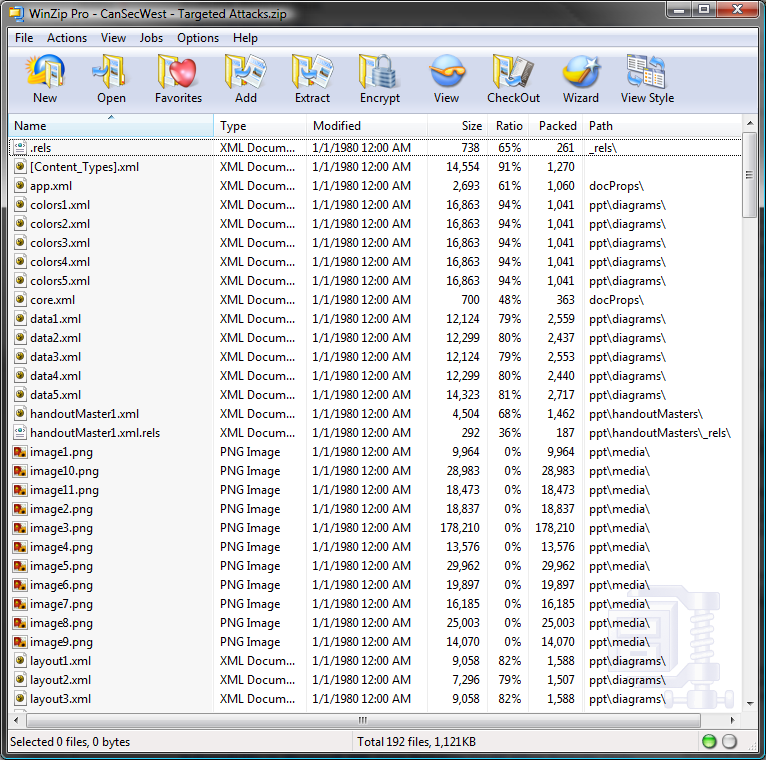 WinZip Pro - CanSecWest - Targeted Attacks.zip
File Actions View Jobs Options Help
New Open Favorites Add Extract Encrypt View CheckOut Wizard View Style
Name Type Modified Size Ratio Packed Path
.rels XML Docum... 1/1/1980 12:00 AM 738 65% 261 _rels\
[Content_Types].xml XML Docum... 1/1/1980 12:00 AM 14,554 91% 1,270
app.xml XML Docum... 1/1/1980 12:00 AM 2,693 61% 1,060 docProps\
colors1.xml XML Docum... 1/1/1980 12:00 AM 16,863 94% 1,041 ppt\diagrams\
colors2.xml XML Docum... 1/1/1980 12:00 AM 16,863 94% 1,041 ppt\diagrams\
colors3.xml XML Docum... 1/1/1980 12:00 AM 16,863 94% 1,041 ppt\diagrams\
colors4.xml XML Docum... 1/1/1980 12:00 AM 16,863 94% 1,041 ppt\diagrams\
colors5.xml XML Docum... 1/1/1980 12:00 AM 16,863 94% 1,041 ppt\diagrams\
core.xml XML Docum... 1/1/1980 12:00 AM 700 48% 363 docProps\
data1.xml XML Docum... 1/1/1980 12:00 AM 12,124 79% 2,559 ppt\diagrams\
data2.xml XML Docum... 1/1/1980 12:00 AM 12,299 80% 2,437 ppt\diagrams\
data3.xml XML Docum... 1/1/1980 12:00 AM 12,124 79% 2,553 ppt\diagrams\
data4.xml XML Docum... 1/1/1980 12:00 AM 12,299 80% 2,440 ppt\diagrams\
data5.xml XML Docum... 1/1/1980 12:00 AM 14,323 81% 2,717 ppt\diagrams\
handoutMaster1.xml XML Docum... 1/1/1980 12:00 AM 4,504 68% 1,462 ppt\handoutMasters\
handoutMaster1.xml.rels XML Docum... 1/1/1980 12:00 AM 292 36% 187 ppt\handoutMasters\_rels\
image1.png PNG Image 1/1/1980 12:00 AM 9,964 0% 9,964 ppt\media\
image10.png PNG Image 1/1/1980 12:00 AM 28,983 0% 28,983 ppt\media\
image11.png PNG Image 1/1/1980 12:00 AM 18,473 0% 18,473 ppt\media\
image2.png PNG Image 1/1/1980 12:00 AM 18,837 0% 18,837 ppt\media\
image3.png PNG Image 1/1/1980 12:00 AM 178,210 0% 178,210 ppt\media\
image4.png PNG Image 1/1/1980 12:00 AM 13,576 0% 13,576 ppt\media\
image5.png PNG Image 1/1/1980 12:00 AM 29,962 0% 29,962 ppt\media\
image6.png PNG Image 1/1/1980 12:00 AM 19,897 0% 19,897 ppt\media\
image7.png PNG Image 1/1/1980 12:00 AM 16,185 0% 16,185 ppt\media\
image8.png PNG Image 1/1/1980 12:00 AM 25,003 0% 25,003 ppt\media\
image9.png PNG Image 1/1/1980 12:00 AM 14,070 0% 14,070 ppt\media\
layout1.xml XML Docum... 1/1/1980 12:00 AM 9,058 82% 1,588 ppt\diagrams\
layout2.xml XML Docum... 1/1/1980 12:00 AM 7,296 79% 1,507 ppt\diagrams\
layout3.xml XML Docum... 1/1/1980 12:00 AM 9,058 82% 1,588 ppt\diagrams\
Selected 0 files, 0 bytes Total 192 files, 1,121KB